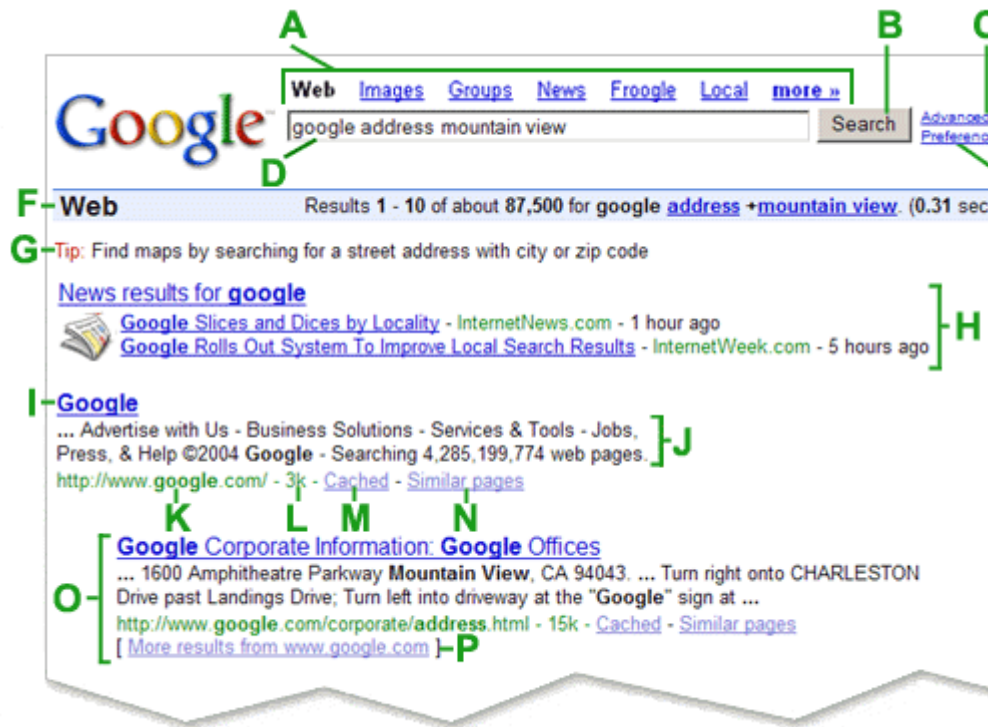 A B C
Web Images Groups News Froogle Local more »
Google™ google address mountain view Search Advanced
Preferenc
D
F Web Results 1 - 10 of about 87,500 for google address +mountain view. (0.31 sec
G Tip: Find maps by searching for a street address with city or zip code
News results for google
Google Slices and Dices by Locality - InternetNews.com - 1 hour ago
Google Rolls Out System To Improve Local Search Results - InternetWeek.com - 5 hours ago
H
I Google
... Advertise with Us - Business Solutions - Services & Tools - Jobs,
Press, & Help ©2004 Google - Searching 4,285,199,774 web pages.
J
http://www.google.com/ - 3k - Cached - Similar pages
K L M N
Google Corporate Information: Google Offices
... 1600 Amphitheatre Parkway Mountain View, CA 94043. ... Turn right onto CHARLESTON
O Drive past Landings Drive; Turn left into driveway at the "Google" sign at ...
http://www.google.com/corporate/address.html - 15k - Cached - Similar pages
[ More results from www.google.com ] P